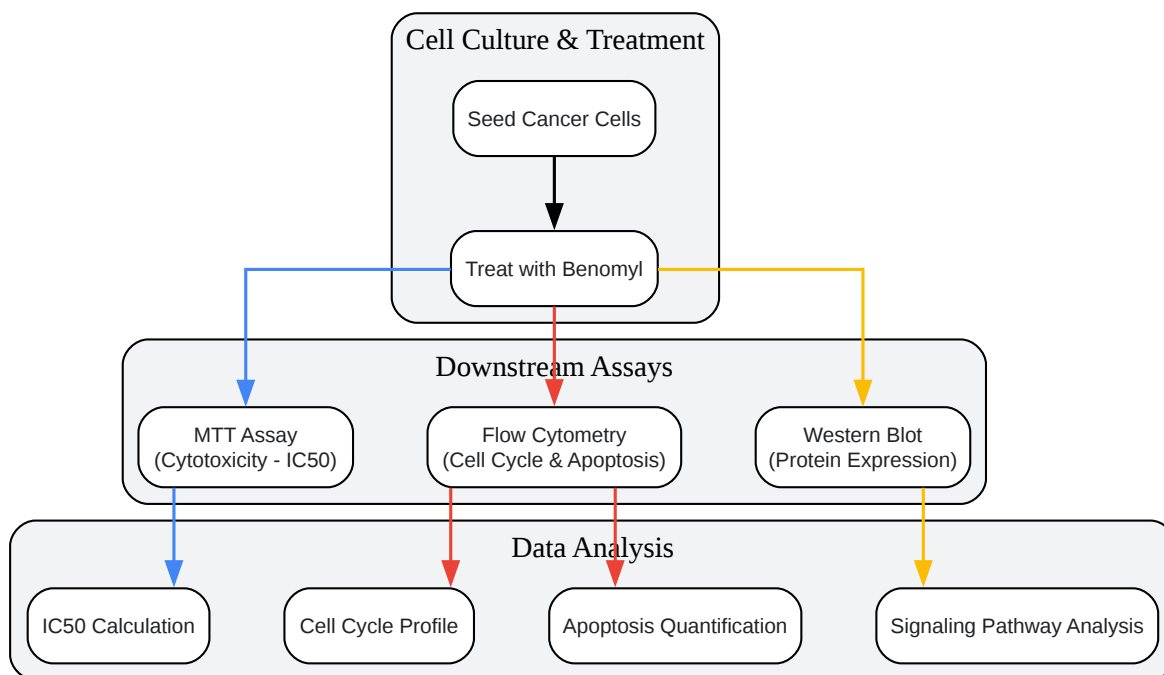 Cell Culture & Treatment
Seed Cancer Cells
Treat with Benomyl
Downstream Assays
MTT Assay
(Cytotoxicity - IC50)
Flow Cytometry
(Cell Cycle & Apoptosis)
Western Blot
(Protein Expression)
Data Analysis
IC50 Calculation
Cell Cycle Profile
Apoptosis Quantification
Signaling Pathway Analysis